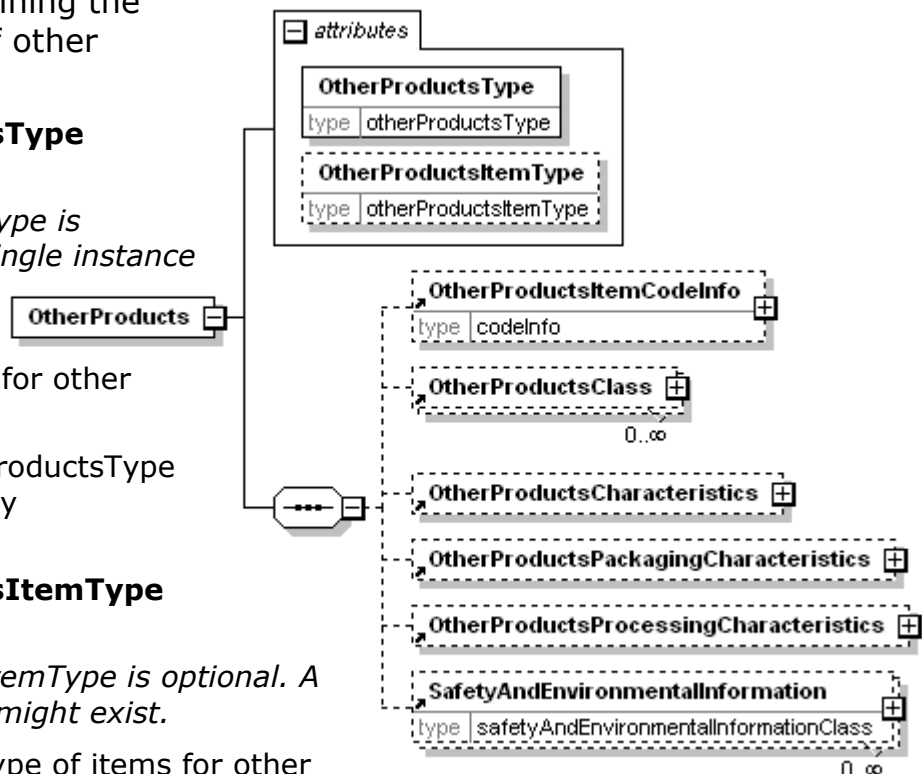 ning the
f other
sType
ype is
ingle instance
for other
roductsType
y
sItemType
temType is optional. A
might exist.
ype of items for other
attributes
OtherProductsType
type otherProductsType
OtherProductsItemType
type otherProductsItemType
OtherProducts
OtherProductsItemCodeInfo
type codeInfo
OtherProductsClass
0..∞
OtherProductsCharacteristics
OtherProductsPackagingCharacteristics
OtherProductsProcessingCharacteristics
SafetyAndEnvironmentalInformation
type safetyAndEnvironmentalInformationClass
0..∞